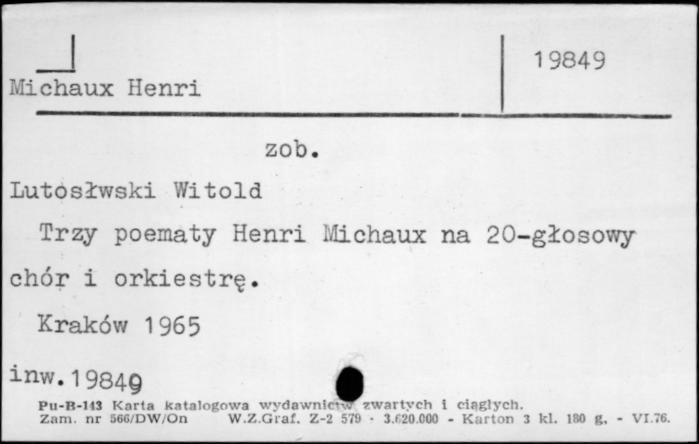 19849
Michaux Henri
zob.
Lutosłwski Witold
Trzy poematy Henri Michaux na 20-głosowy
chór i orkiestrę.
Kraków 1965
inw.19849
Pu-B-143 Karta katalogowa wydawnictw zwartych i ciągłych.
Zam. nr 566/DW/On W.Z.Graf. Z-2 579 - 3.620.000 - Karton 3 kl. 180 g. - VI.76.